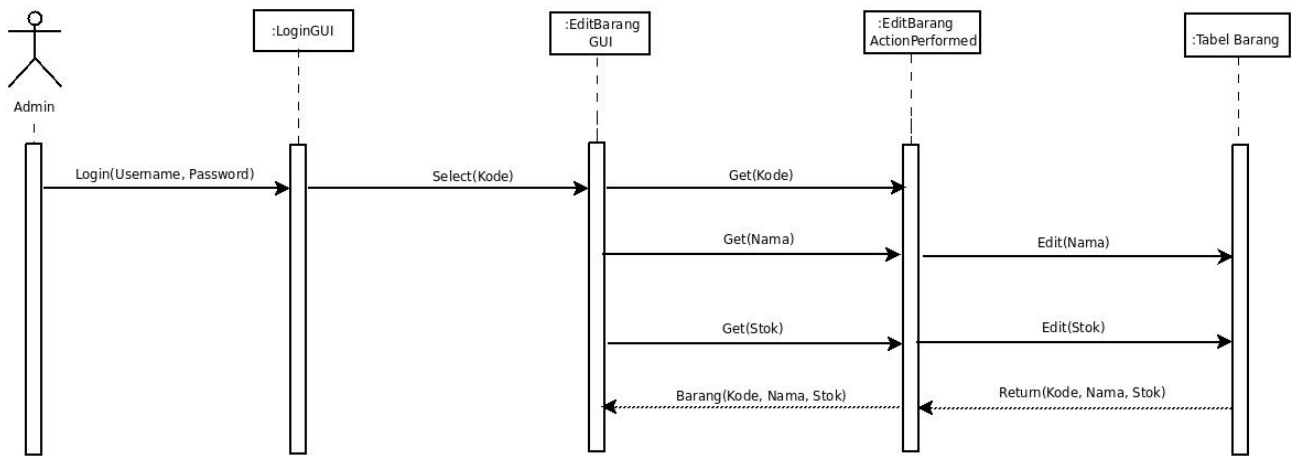 :LoginGUI
:EditBarang
GUI
:EditBarang
ActionPerformed
:Tabel Barang
Admin
Login(Username, Password)
Select(Kode)
Get(Kode)
Get(Nama)
Edit(Nama)
Get(Stok)
Edit(Stok)
Barang(Kode, Nama, Stok)
Return(Kode, Nama, Stok)